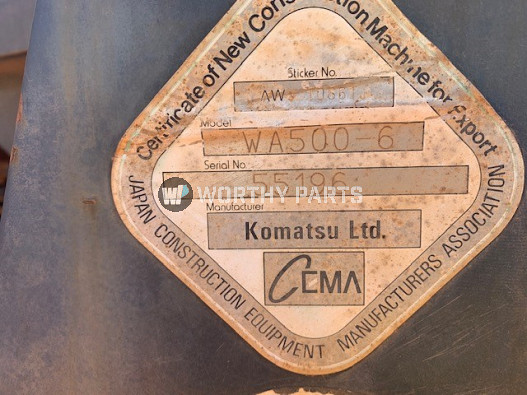 Certificate of New Construction Machine for Export
Sticker No.
Model
WA500-6
Serial No.
55196
WORTHY PARTS
Manufacturer
Komatsu Ltd.
CEMA
JAPAN CONSTRUCTION EQUIPMENT MANUFACTURERS ASSOCIATION